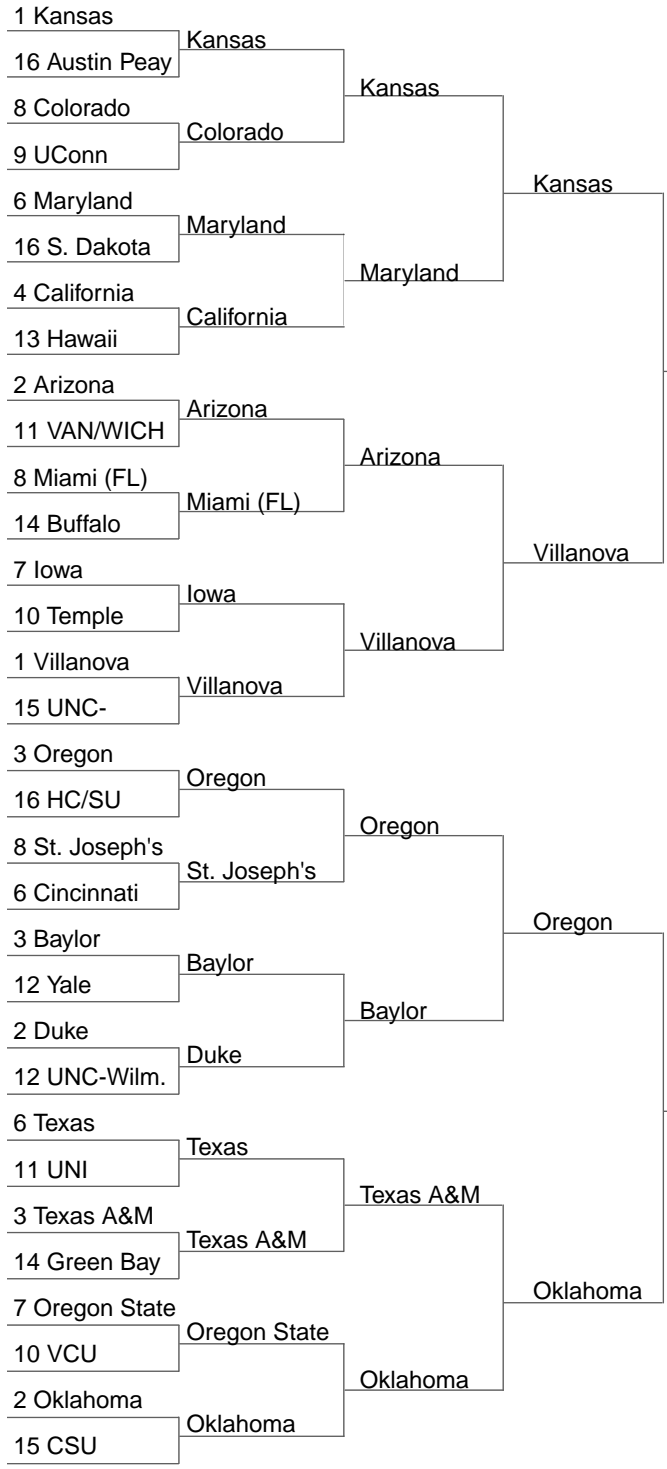 1 Kansas
Kansas
16 Austin Peay
Kansas
8 Colorado
Colorado
9 UConn
Kansas
6 Maryland
Maryland
16 S. Dakota
Maryland
4 California
California
13 Hawaii
2 Arizona
Arizona
11 VAN/WICH
Arizona
8 Miami (FL)
Miami (FL)
14 Buffalo
Villanova
7 Iowa
Iowa
10 Temple
Villanova
1 Villanova
Villanova
15 UNC-
3 Oregon
Oregon
16 HC/SU
Oregon
8 St. Joseph's
St. Joseph's
6 Cincinnati
Oregon
3 Baylor
Baylor
12 Yale
Baylor
2 Duke
Duke
12 UNC-Wilm.
6 Texas
Texas
11 UNI
Texas A&M
3 Texas A&M
Texas A&M
14 Green Bay
Oklahoma
7 Oregon State
Oregon State
10 VCU
Oklahoma
2 Oklahoma
Oklahoma
15 CSU